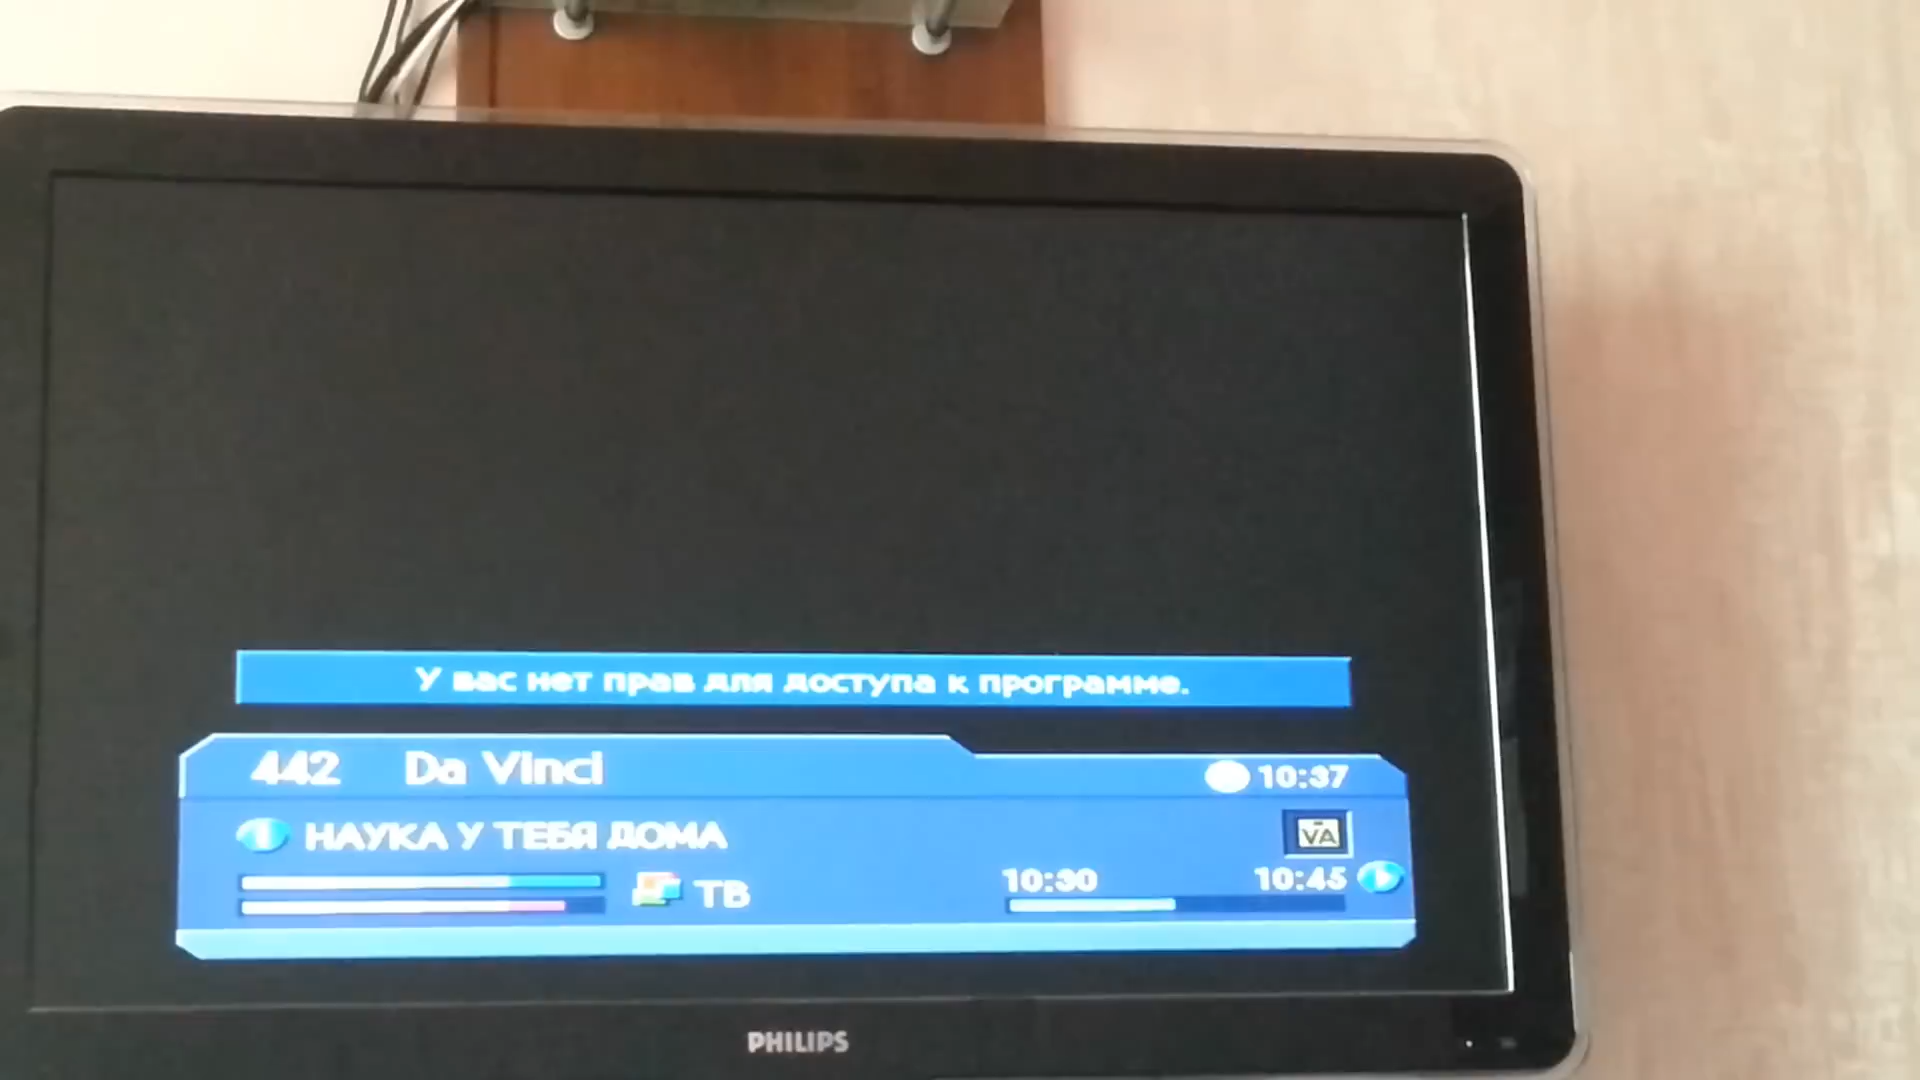 У вас нет прав для доступа к программе.
442 Da Vinci 10:37
НАУКА У ТЕБЯ ДОМА VA
ТВ 10:30 10:45
PHILIPS